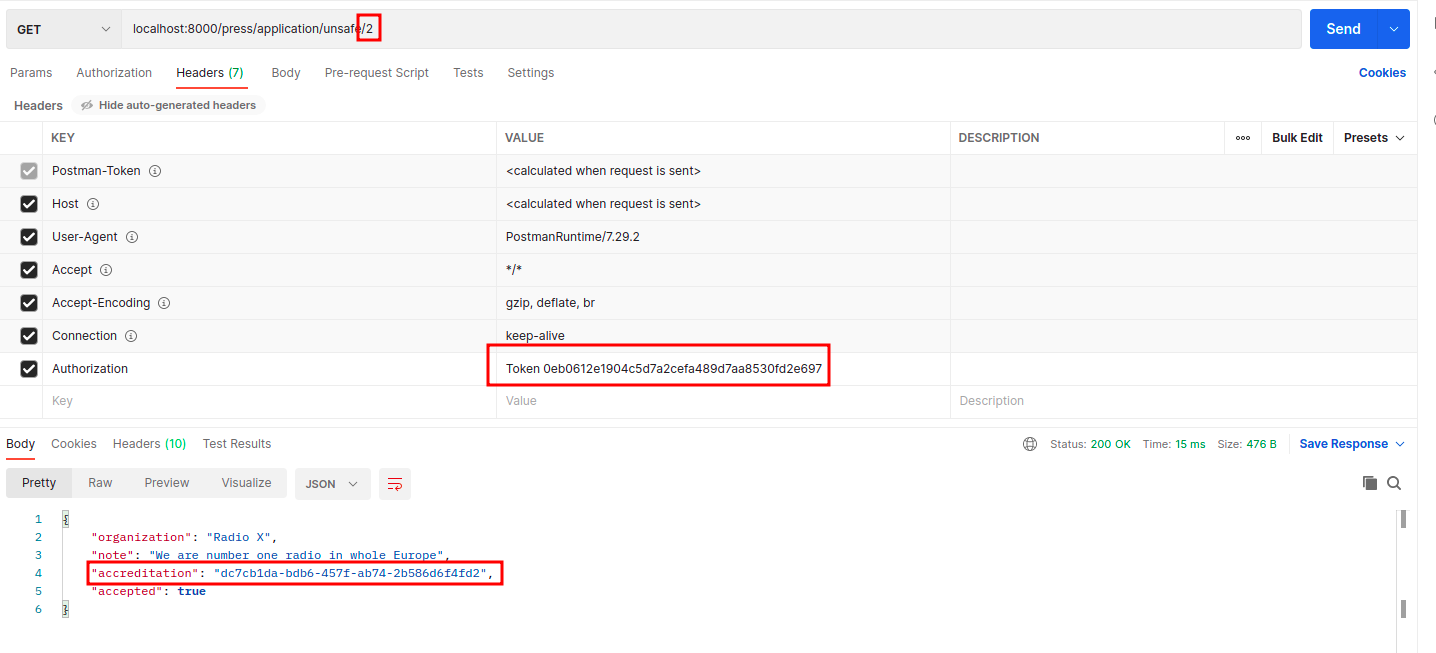 GET localhost:8000/press/application/unsafe/2 Send
Params Authorization Headers (7) Body Pre-request Script Tests Settings Cookies
Headers Hide auto-generated headers
KEY VALUE DESCRIPTION Bulk Edit Presets
Postman-Token <calculated when request is sent>
Host <calculated when request is sent>
User-Agent PostmanRuntime/7.29.2
Accept */*
Accept-Encoding gzip, deflate, br
Connection keep-alive
Authorization Token 0eb0612e1904c5d7a2cefa489d7aa8530fd2e697
Key Value Description
Body Cookies Headers (10) Test Results Status: 200 OK Time: 15 ms Size: 476 B Save Response
Pretty Raw Preview Visualize JSON
1 {
2 "organization": "Radio X",
3 "note": "We are number one radio in whole Europe",
4 "accreditation": "dc7cb1da-bdb6-457f-ab74-2b586d6f4fd2",
5 "accepted": true
6 }